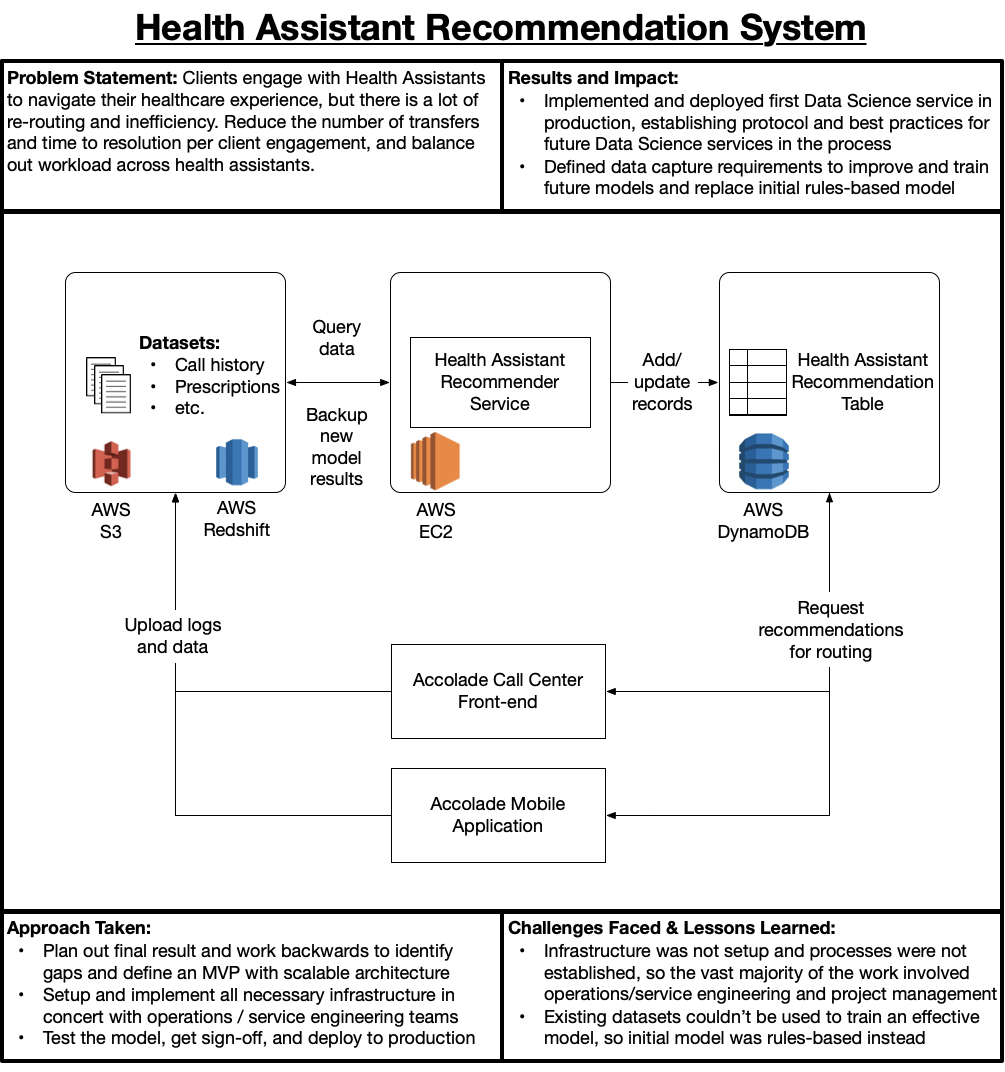 Health Assistant Recommendation System
Problem Statement: Clients engage with Health Assistants
to navigate their healthcare experience, but there is a lot of
re-routing and inefficiency. Reduce the number of transfers
and time to resolution per client engagement, and balance
out workload across health assistants.
Results and Impact:
• Implemented and deployed first Data Science service in
production, establishing protocol and best practices for
future Data Science services in the process
• Defined data capture requirements to improve and train
future models and replace initial rules-based model
Datasets:
• Call history
• Prescriptions
• etc.
AWS
S3
AWS
Redshift
Query
data
Backup
new
model
results
Health Assistant
Recommender
Service
AWS
EC2
Add/
update
records
Health Assistant
Recommendation
Table
AWS
DynamoDB
Upload logs
and data
Request
recommendations
for routing
Accolade Call Center
Front-end
Accolade Mobile
Application
Approach Taken:
• Plan out final result and work backwards to identify
gaps and define an MVP with scalable architecture
• Setup and implement all necessary infrastructure in
concert with operations / service engineering teams
• Test the model, get sign-off, and deploy to production
Challenges Faced & Lessons Learned:
• Infrastructure was not setup and processes were not
established, so the vast majority of the work involved
operations/service engineering and project management
• Existing datasets couldn't be used to train an effective
model, so initial model was rules-based instead